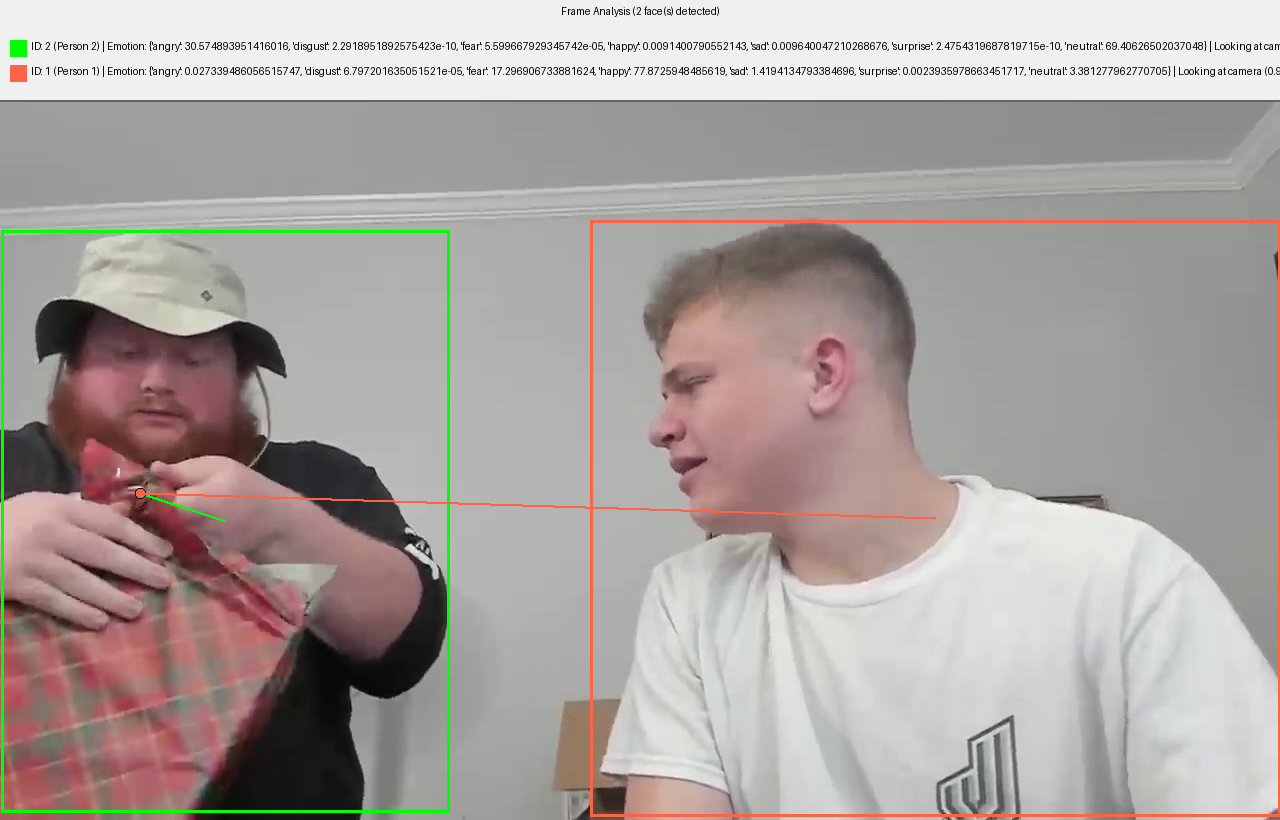 Frame Analysis (2 face(s) detected)
ID: 2 (Person 2) | Emotion: {'angry': 30.574893951416016, 'disgust': 2.2918951892575423e-10, 'fear': 5.599667929345742e-05, 'happy': 0.0091400790552143, 'sad': 0.009640047210268676, 'surprise': 2.4754319687819715e-10, 'neutral': 69.40626502037048} | Looking at cam
ID: 1 (Person 1) | Emotion: {'angry': 0.027339486056515747, 'disgust': 6.797201635051521e-05, 'fear': 17.296906733881624, 'happy': 77.8725948485619, 'sad': 1.4194134793384696, 'surprise': 0.0023935978663451717, 'neutral': 3.381277962770705} | Looking at camera (0.9